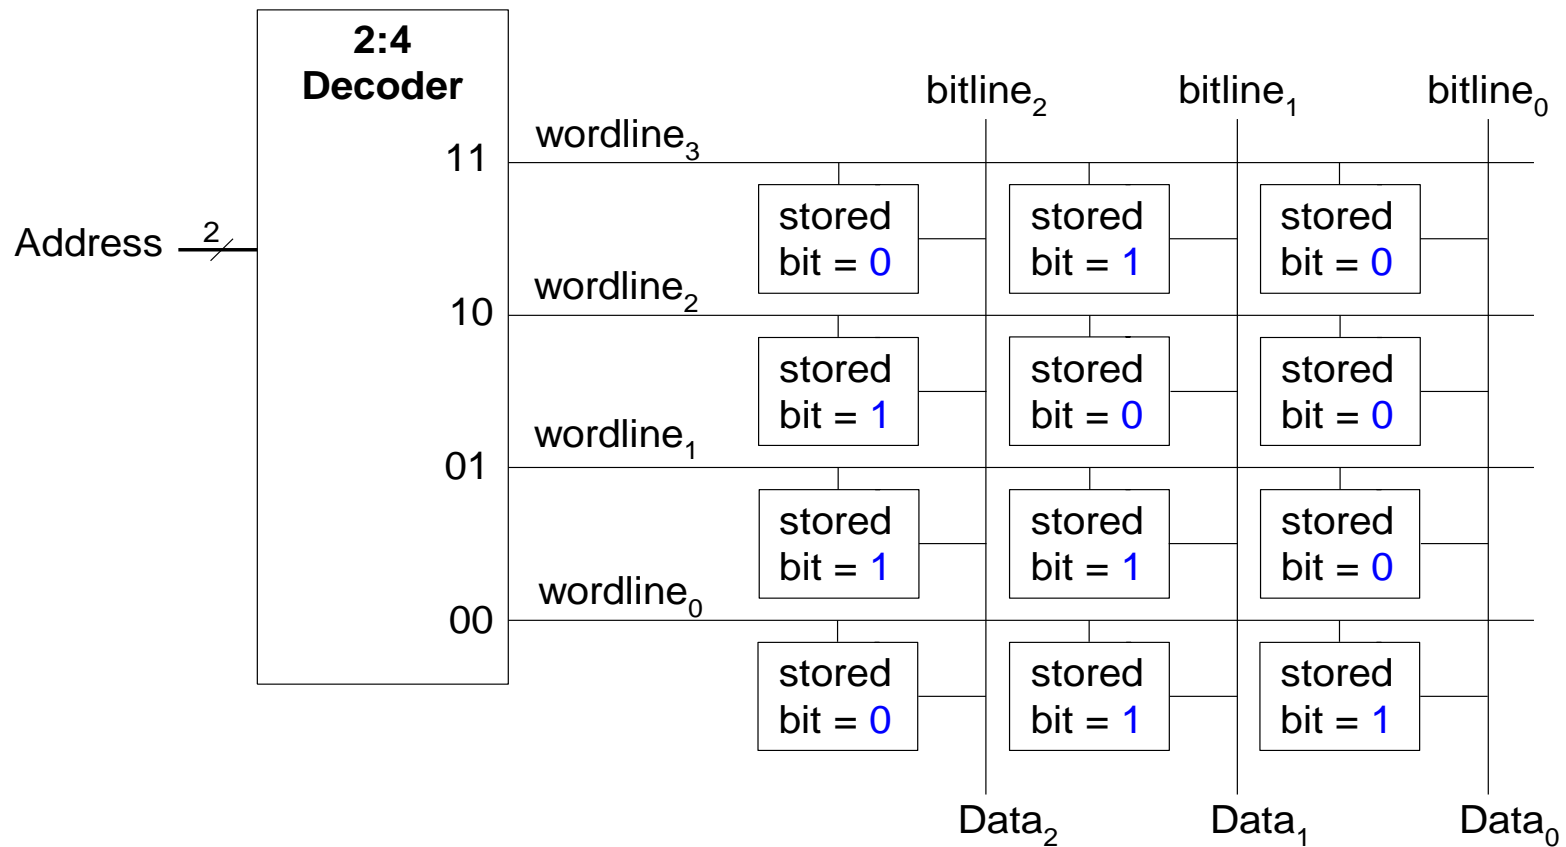 2:4
Decoder
bitline2 bitline1 bitline0
wordline3
11
stored stored stored
bit = 0 bit = 1 bit = 0
Address 2
wordline2
10
stored stored stored
bit = 1 bit = 0 bit = 0
wordline1
01
stored stored stored
bit = 1 bit = 1 bit = 0
wordline0
00
stored stored stored
bit = 0 bit = 1 bit = 1
Data2 Data1 Data0